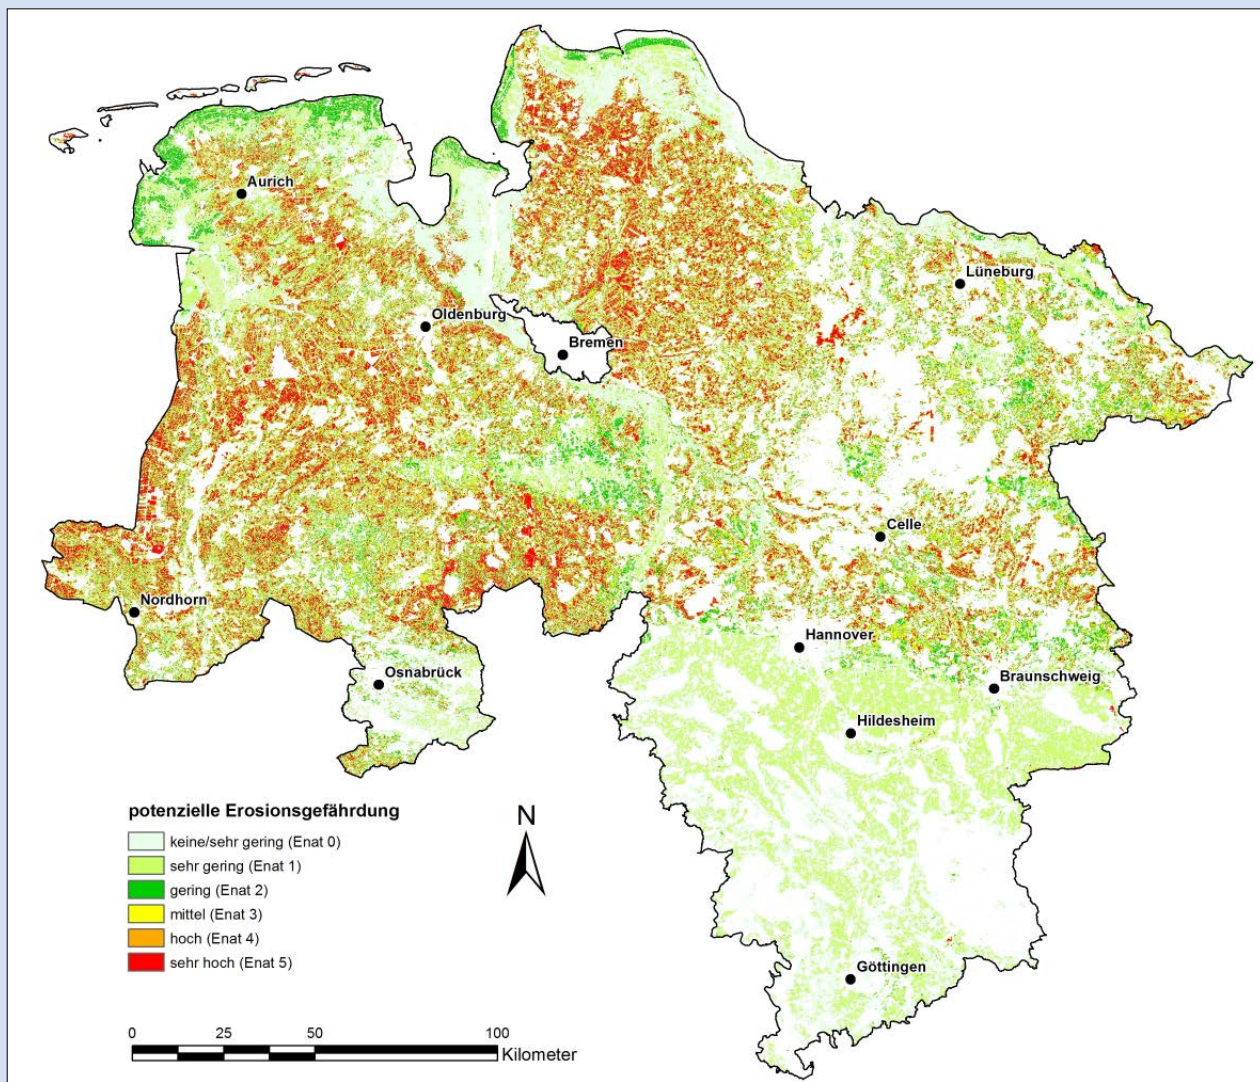 Aurich
Lüneburg
Oldenburg
Bremen
Celle
Nordhorn
Hannover
Osnabrück
Braunschweig
Hildesheim
potenzielle Erosionsgefährdung
N
keine/sehr gering (Enat 0)
sehr gering (Enat 1)
gering (Enat 2)
mittel (Enat 3)
hoch (Enat 4)
sehr hoch (Enat 5)
Göttingen
0 25 50 100
Kilometer